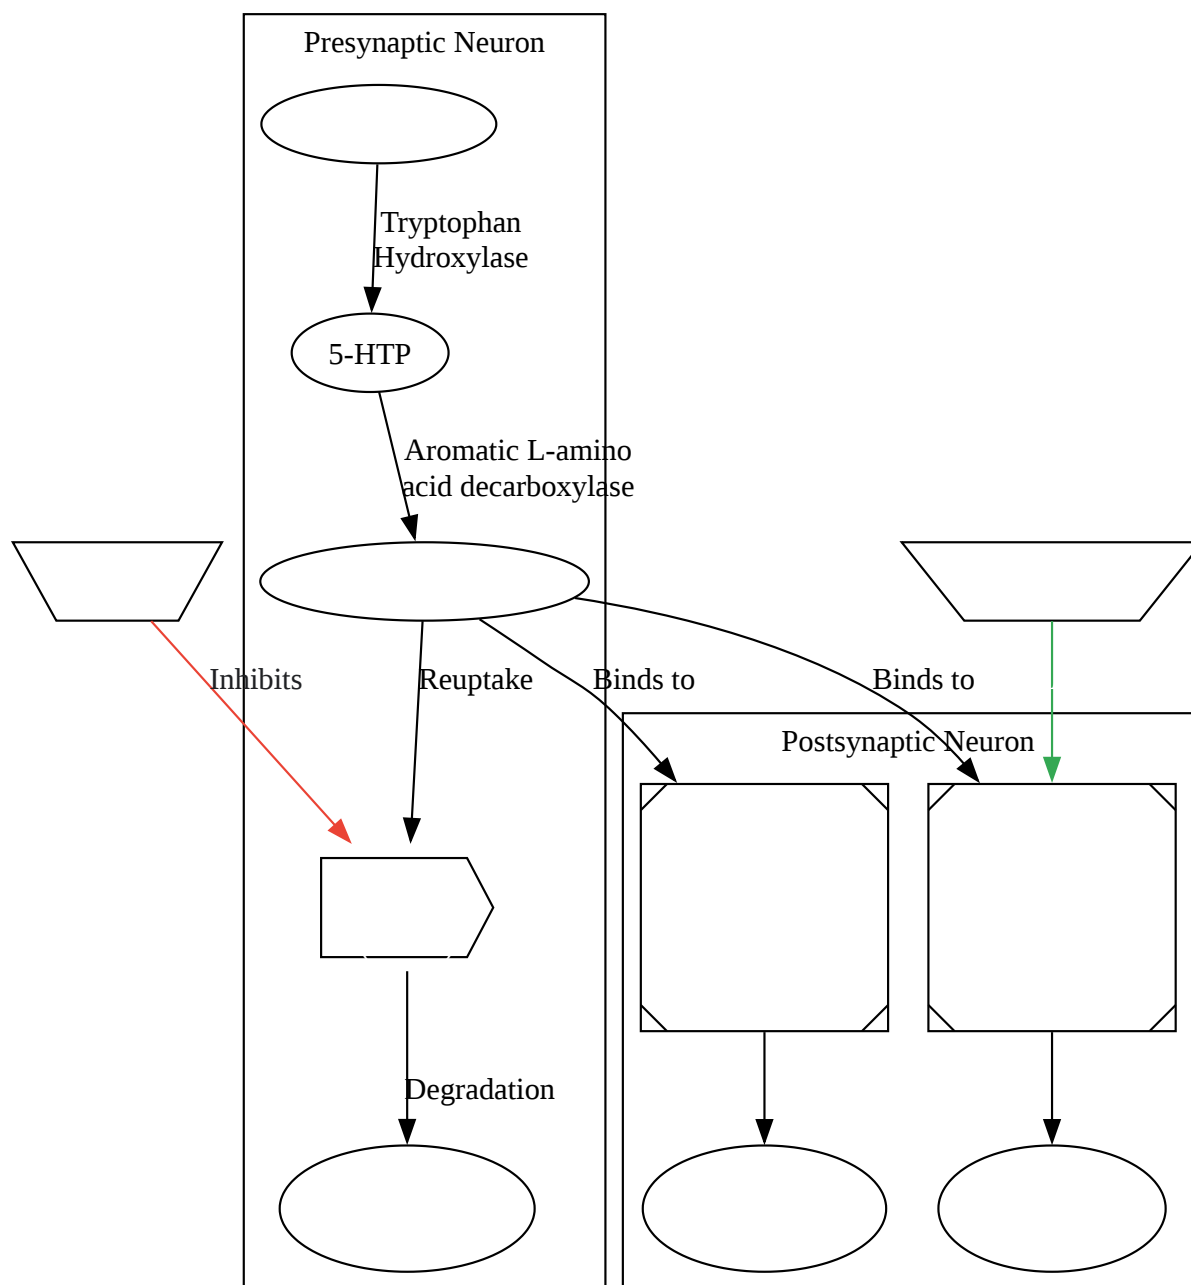 Presynaptic Neuron
Tryptophan
Hydroxylase
5-HTP
Aromatic L-amino
acid decarboxylase
Inhibits
Reuptake
Binds to
Binds to
Postsynaptic Neuron
Degradation